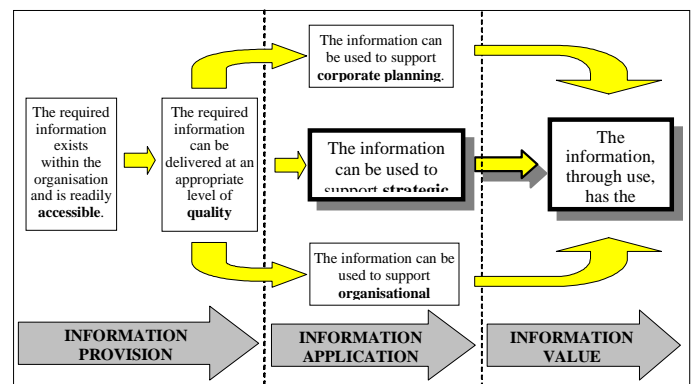 The required
information
exists
within the
organisation
and is readily
accessible.
The required
information
can be
delivered at an
appropriate
level of
quality
The information can
be used to support
corporate planning.
The information
can be used to
support strategic
The information can be
used to support
organisational
The
information,
through use,
has the
INFORMATION
PROVISION
INFORMATION
APPLICATION
INFORMATION
VALUE